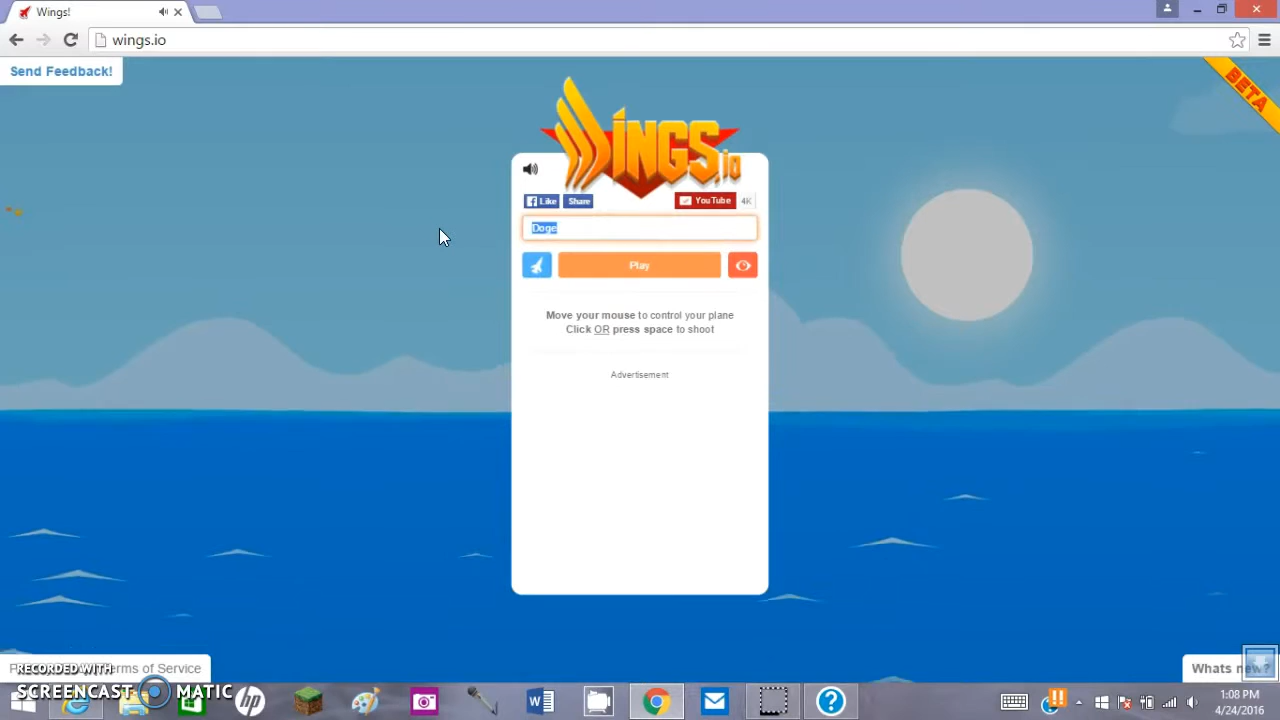 Wings!
wings.io
Send Feedback!
BETA
WiNGS.io
Like Share YouTube 4K
Doge
Play
Move your mouse to control your plane
Click OR press space to shoot
Advertisement
Terms of Service
Whats new?
RECORDED WITH
SCREENCAST MATIC
hp
1:08 PM
4/24/2016